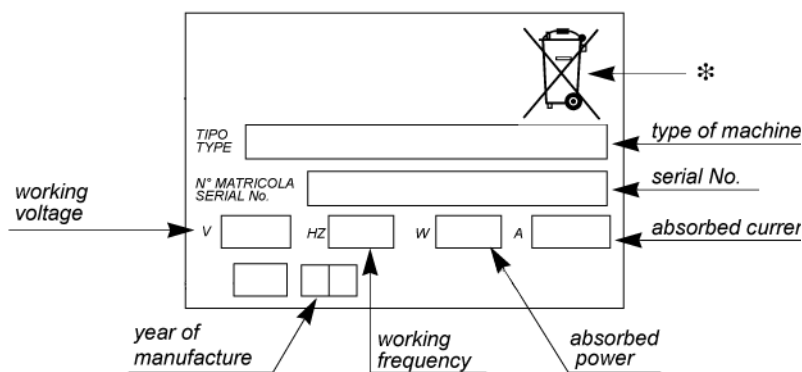 *
TIPO
TYPE
type of machine
N° MATRICOLA
SERIAL No.
serial No.
working
voltage
V
HZ
W
A
absorbed curren
year of
manufacture
working
frequency
absorbed
power